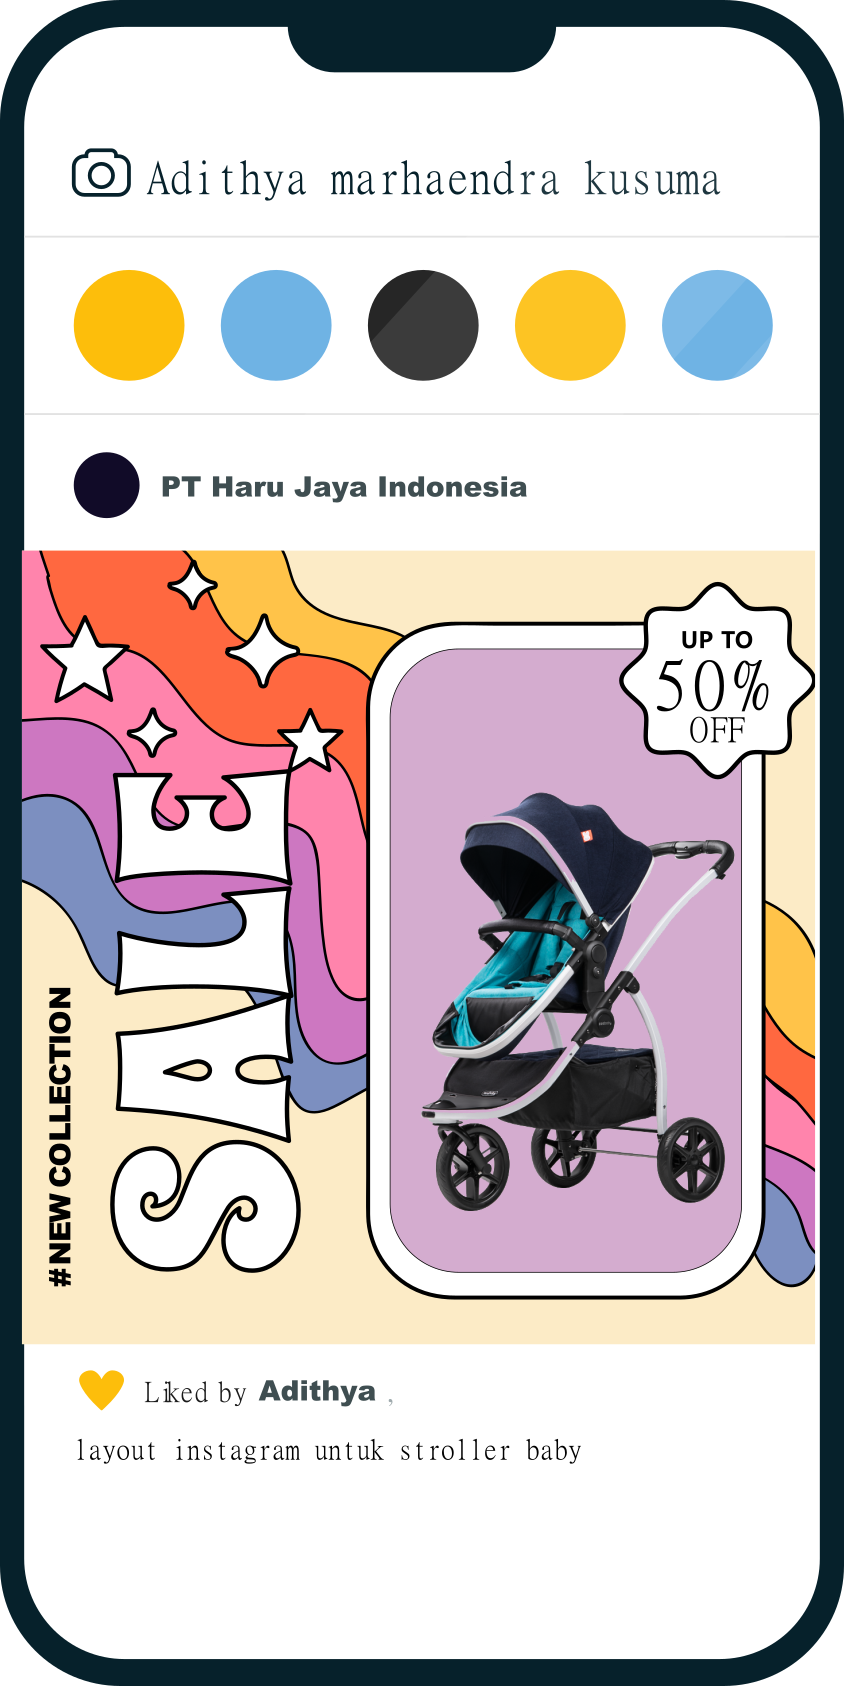 Adithya marhaendra kusuma
PT Haru Jaya Indonesia
UP TO
50%
OFF
SALE
#NEW COLLECTION
Liked by Adithya ,
layout instagram untuk stroller baby